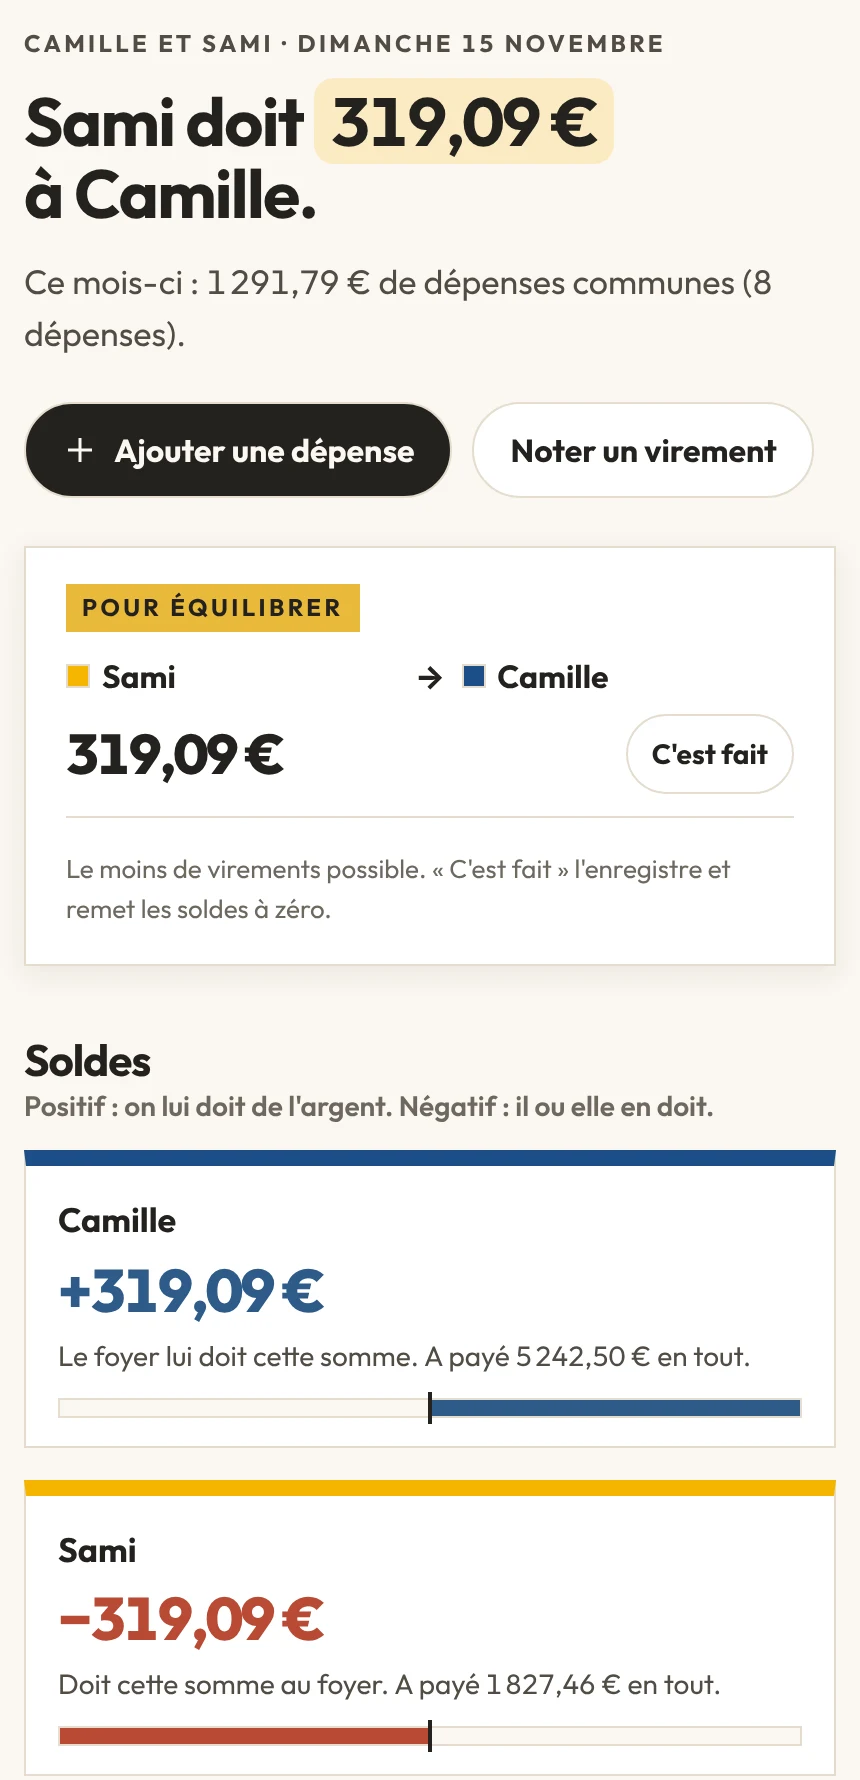 CAMILLE ET SAMI · DIMANCHE 15 NOVEMBRE
Sami doit 319,09 €
à Camille.
Ce mois-ci : 1 291,79 € de dépenses communes (8
dépenses).
+ Ajouter une dépense
Noter un virement
POUR ÉQUILIBRER
Sami → Camille
319,09 €
C'est fait
Le moins de virements possible. « C'est fait » l'enregistre et
remet les soldes à zéro.
Soldes
Positif : on lui doit de l'argent. Négatif : il ou elle en doit.
Camille
+319,09 €
Le foyer lui doit cette somme. A payé 5 242,50 € en tout.
Sami
−319,09 €
Doit cette somme au foyer. A payé 1 827,46 € en tout.